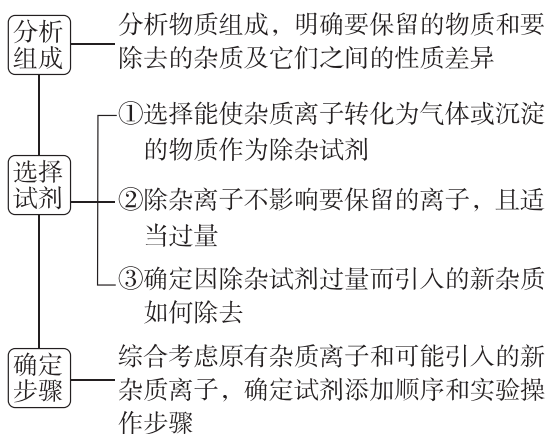 分析
组成
分析物质组成，明确要保留的物质和要
除去的杂质及它们之间的性质差异
选择
试剂
①选择能使杂质离子转化为气体或沉淀
的物质作为除杂试剂
②除杂离子不影响要保留的离子，且适
当过量
③确定因除杂试剂过量而引入的新杂质
如何除去
确定
步骤
综合考虑原有杂质离子和可能引入的新
杂质离子，确定试剂添加顺序和实验操
作步骤